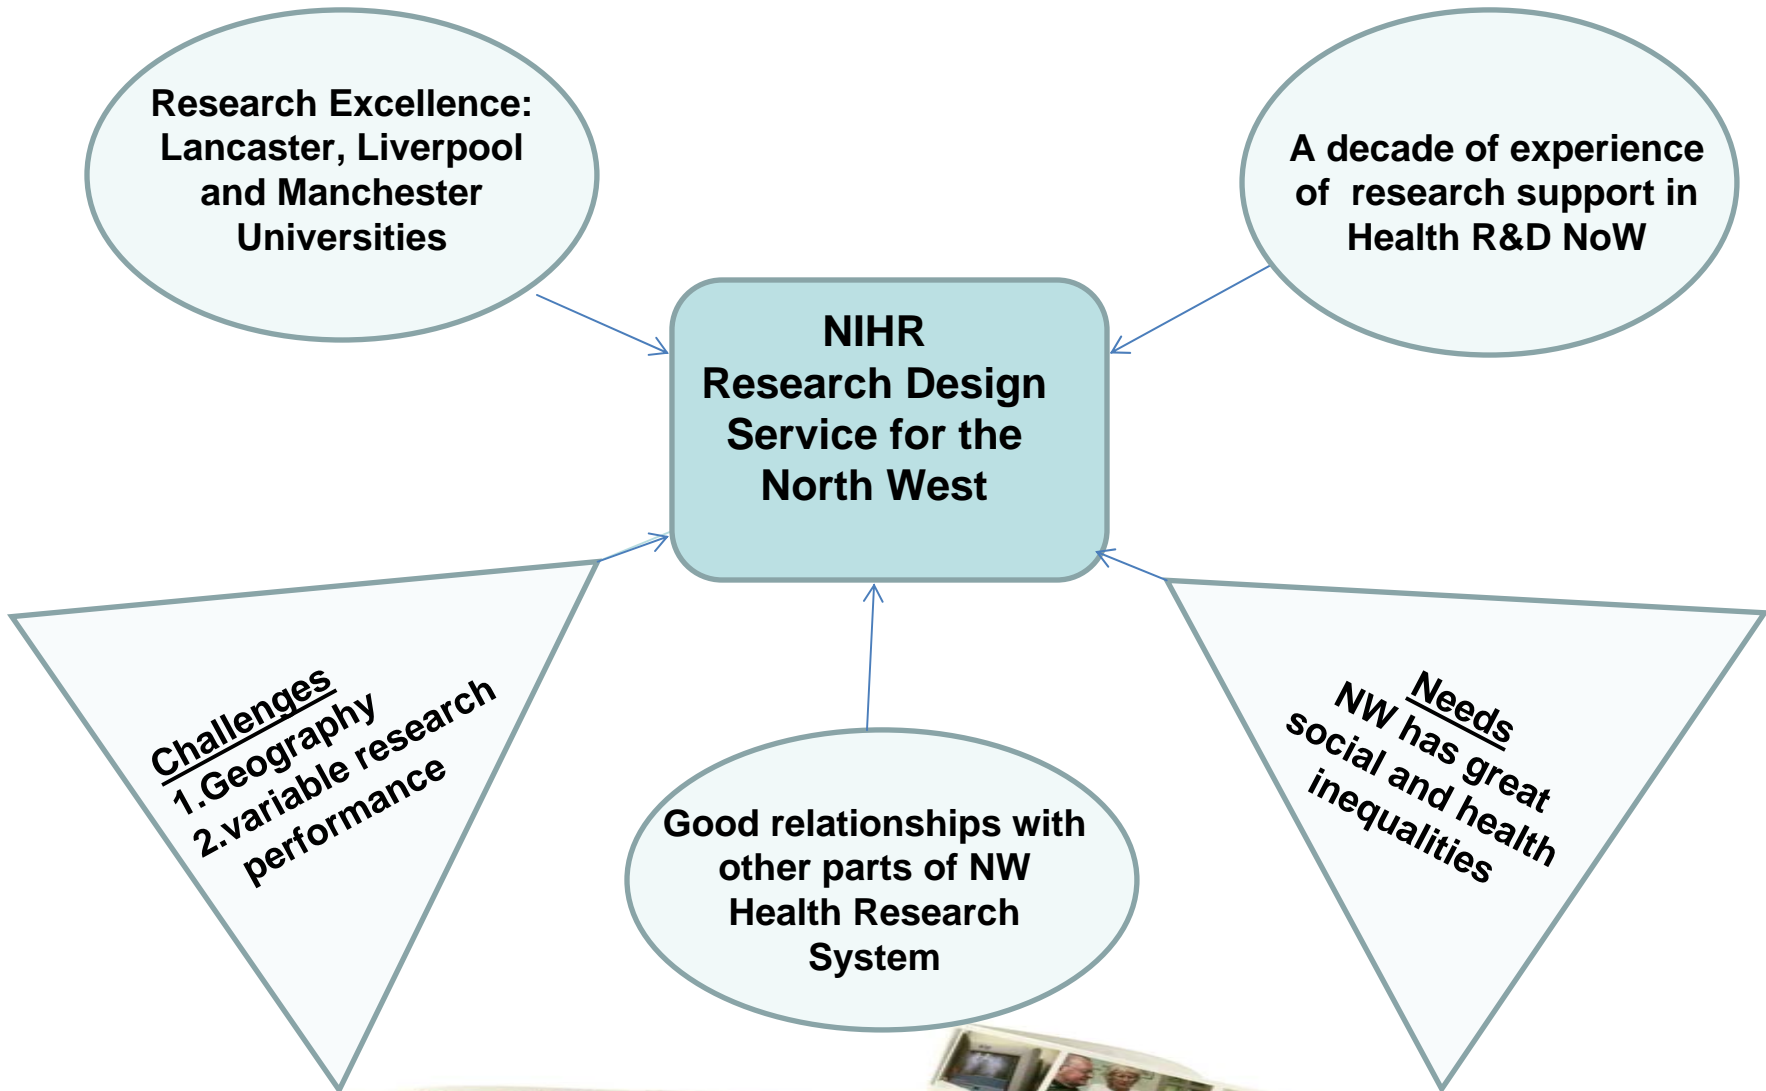 Research Excellence:
Lancaster, Liverpool
and Manchester
Universities
A decade of experience
of research support in
Health R&D NoW
NIHR
Research Design
Service for the
North West
Challenges
1.Geography
2.variable research
performance
Good relationships with
other parts of NW
Health Research
System
Needs
NW has great
social and health
inequalities